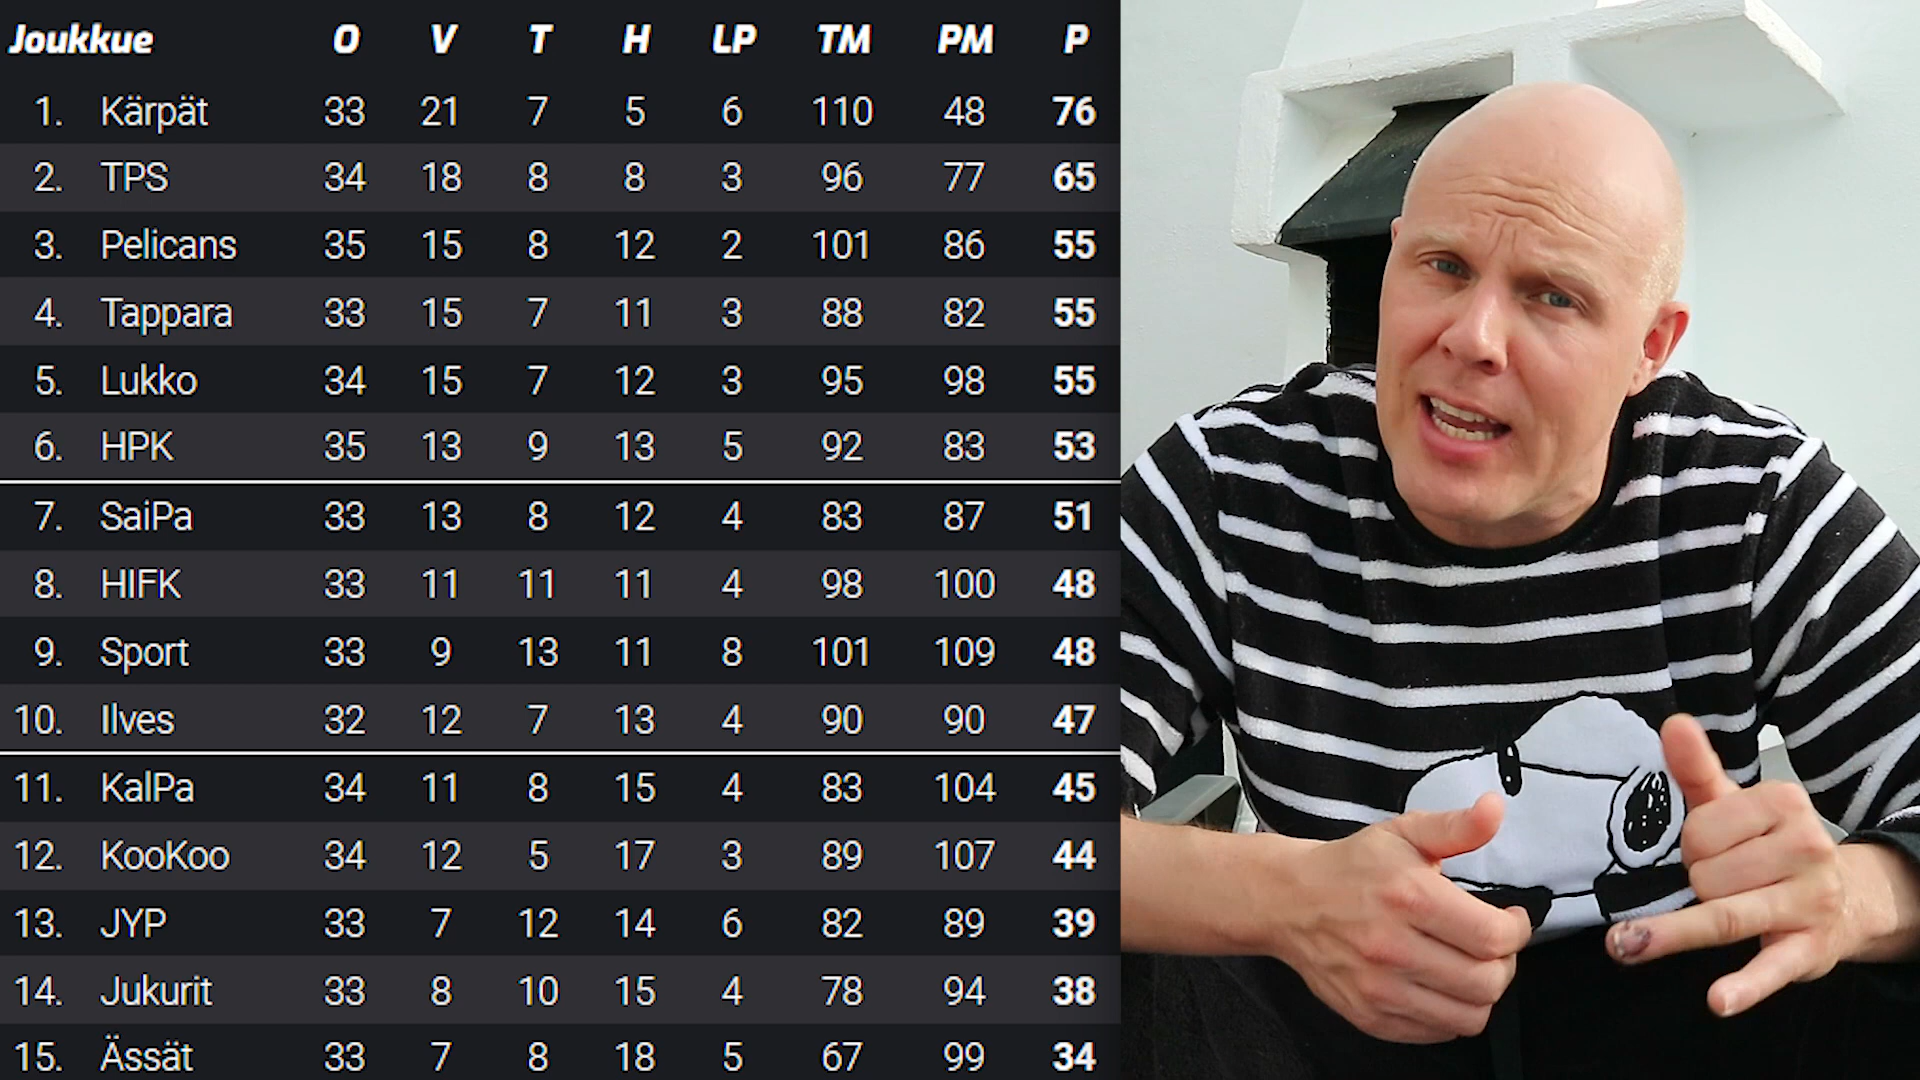 Joukkue O V T H LP TM PM P
1. Kärpät 33 21 7 5 6 110 48 76
2. TPS 34 18 8 8 3 96 77 65
3. Pelicans 35 15 8 12 2 101 86 55
4. Tappara 33 15 7 11 3 88 82 55
5. Lukko 34 15 7 12 3 95 98 55
6. HPK 35 13 9 13 5 92 83 53
7. SaiPa 33 13 8 12 4 83 87 51
8. HIFK 33 11 11 11 4 98 100 48
9. Sport 33 9 13 11 8 101 109 48
10. Ilves 32 12 7 13 4 90 90 47
11. KalPa 34 11 8 15 4 83 104 45
12. KooKoo 34 12 5 17 3 89 107 44
13. JYP 33 7 12 14 6 82 89 39
14. Jukurit 33 8 10 15 4 78 94 38
15. Ässät 33 7 8 18 5 67 99 34